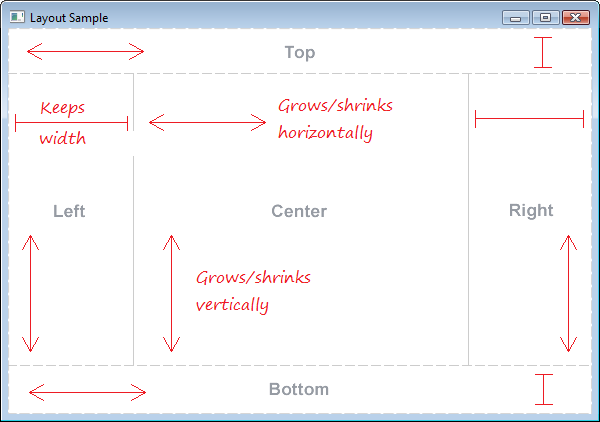 Layout Sample
Top
Keeps
width
Grows/shrinks
horizontally
Left
Center
Right
Grows/shrinks
vertically
Bottom